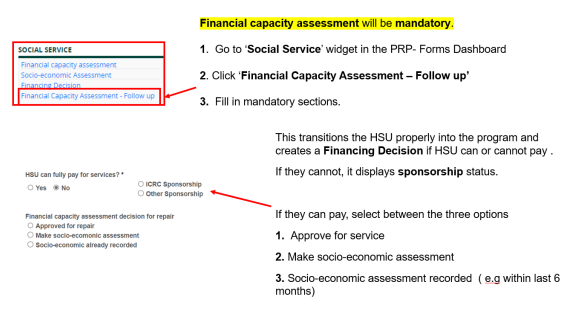 Financial capacity assessment will be mandatory.
SOCIAL SERVICE
Financial capacity assessment
Socio-economic Assessment
Financing Decision
Financial Capacity Assessment - Follow up
1. Go to ‘Social Service’ widget in the PRP- Forms Dashboard
2. Click ‘Financial Capacity Assessment – Follow up’
3. Fill in mandatory sections.
This transitions the HSU properly into the program and
creates a Financing Decision if HSU can or cannot pay .
If they cannot, it displays sponsorship status.
HSU can fully pay for services? *
Yes No
ICRC Sponsorship
Other Sponsorship
Financial capacity assessment decision for repair
Approved for repair
Make socio-ecomonic assessment
Socio-economic already recorded
If they can pay, select between the three options
1. Approve for service
2. Make socio-economic assessment
3. Socio-economic assessment recorded ( e.g within last 6
months)